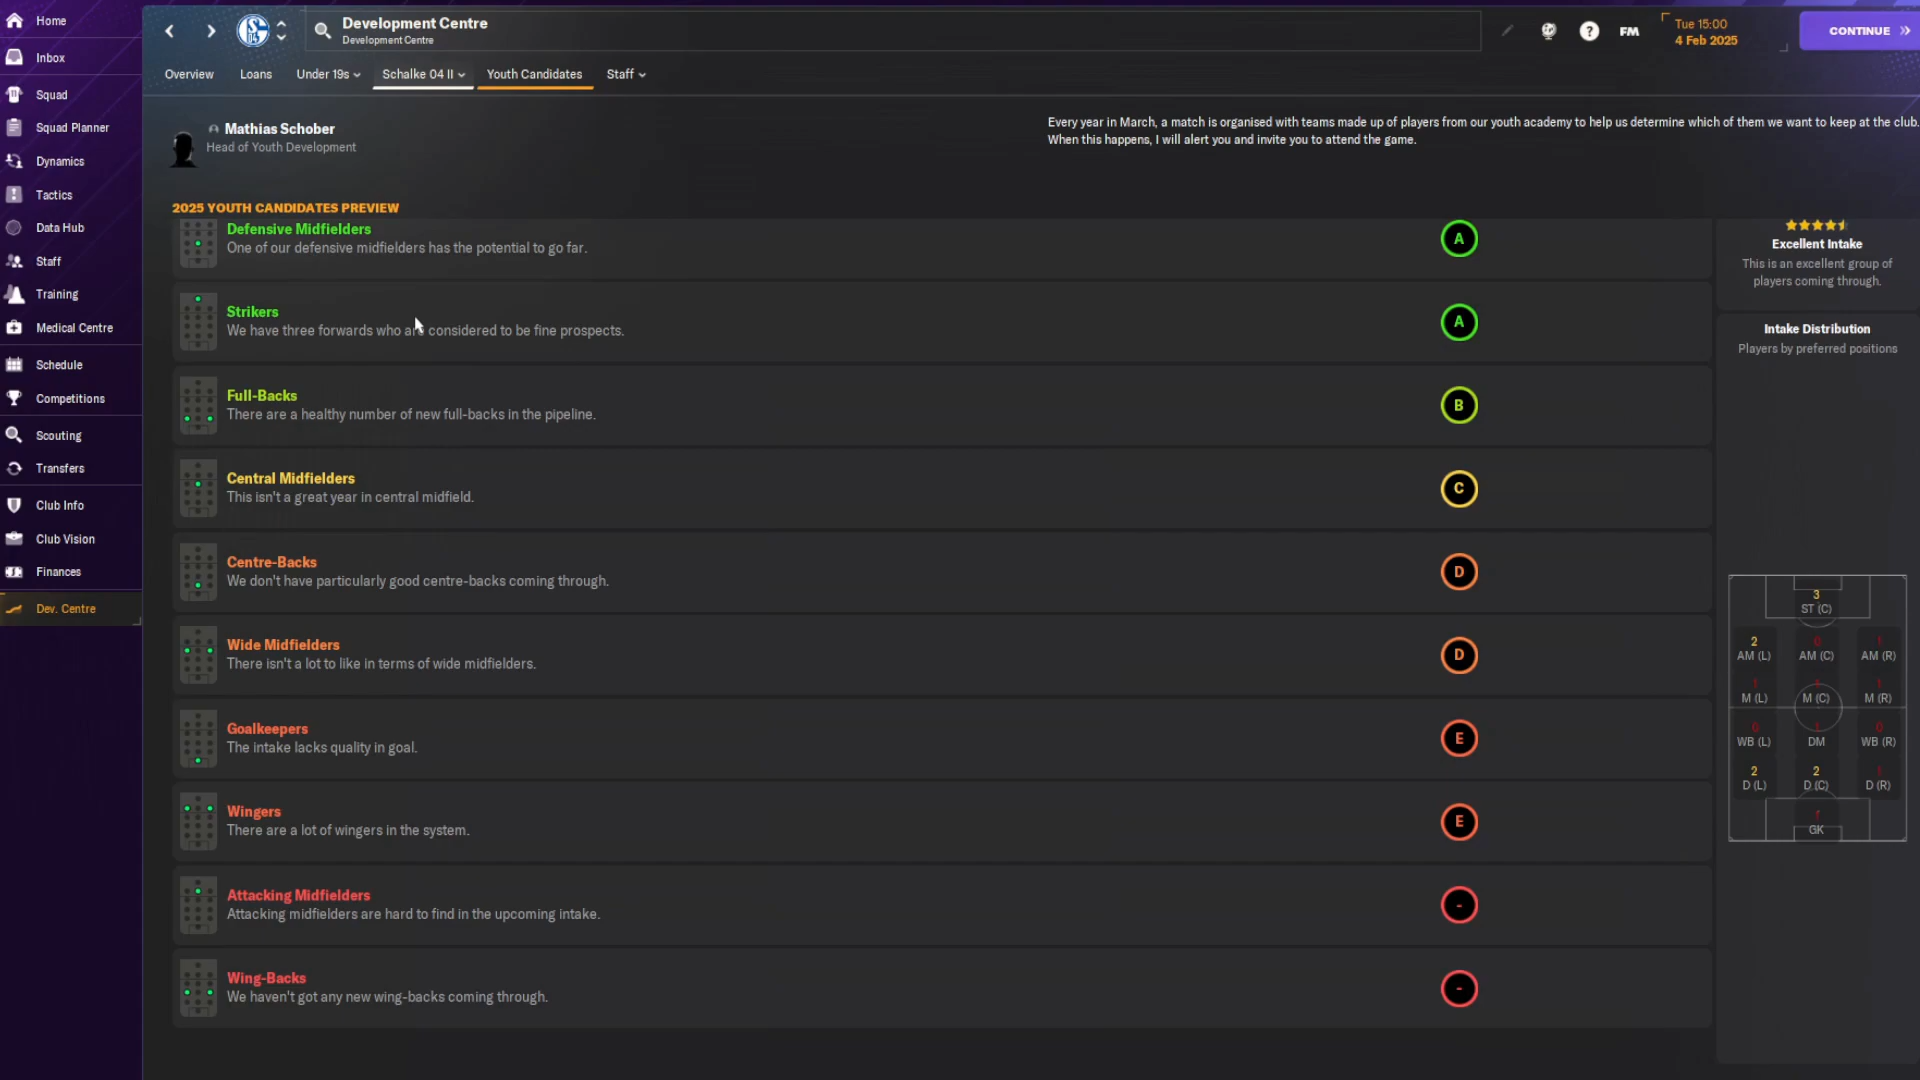 Home
Inbox
Squad
Squad Planner
Dynamics
Tactics
Data Hub
Staff
Training
Medical Centre
Schedule
Competitions
Scouting
Transfers
Club Info
Club Vision
Finances
Dev. Centre
Development Centre
Development Centre
FM
Tue 15:00
4 Feb 2025
CONTINUE
Overview
Loans
Under 19s
Schalke 04 II
Youth Candidates
Staff
Mathias Schober
Head of Youth Development
Every year in March, a match is organised with teams made up of players from our youth academy to help us determine which of them we want to keep at the club.
When this happens, I will alert you and invite you to attend the game.
2025 YOUTH CANDIDATES PREVIEW
Defensive Midfielders
One of our defensive midfielders has the potential to go far.
A
Strikers
We have three forwards who are considered to be fine prospects.
A
Full-Backs
There are a healthy number of new full-backs in the pipeline.
B
Central Midfielders
This isn't a great year in central midfield.
C
Centre-Backs
We don't have particularly good centre-backs coming through.
D
Wide Midfielders
There isn't a lot to like in terms of wide midfielders.
D
Goalkeepers
The intake lacks quality in goal.
E
Wingers
There are a lot of wingers in the system.
E
Attacking Midfielders
Attacking midfielders are hard to find in the upcoming intake.
-
Wing-Backs
We haven't got any new wing-backs coming through.
-
Excellent Intake
This is an excellent group of
players coming through.
Intake Distribution
Players by preferred positions
3
ST (C)
2 0 1
AM (L) AM (C) AM (R)
1 1
M (L) M (C) M (R)
0 0
WB (L) DM WB (R)
2 2 1
D (L) D (C) D (R)
1
GK